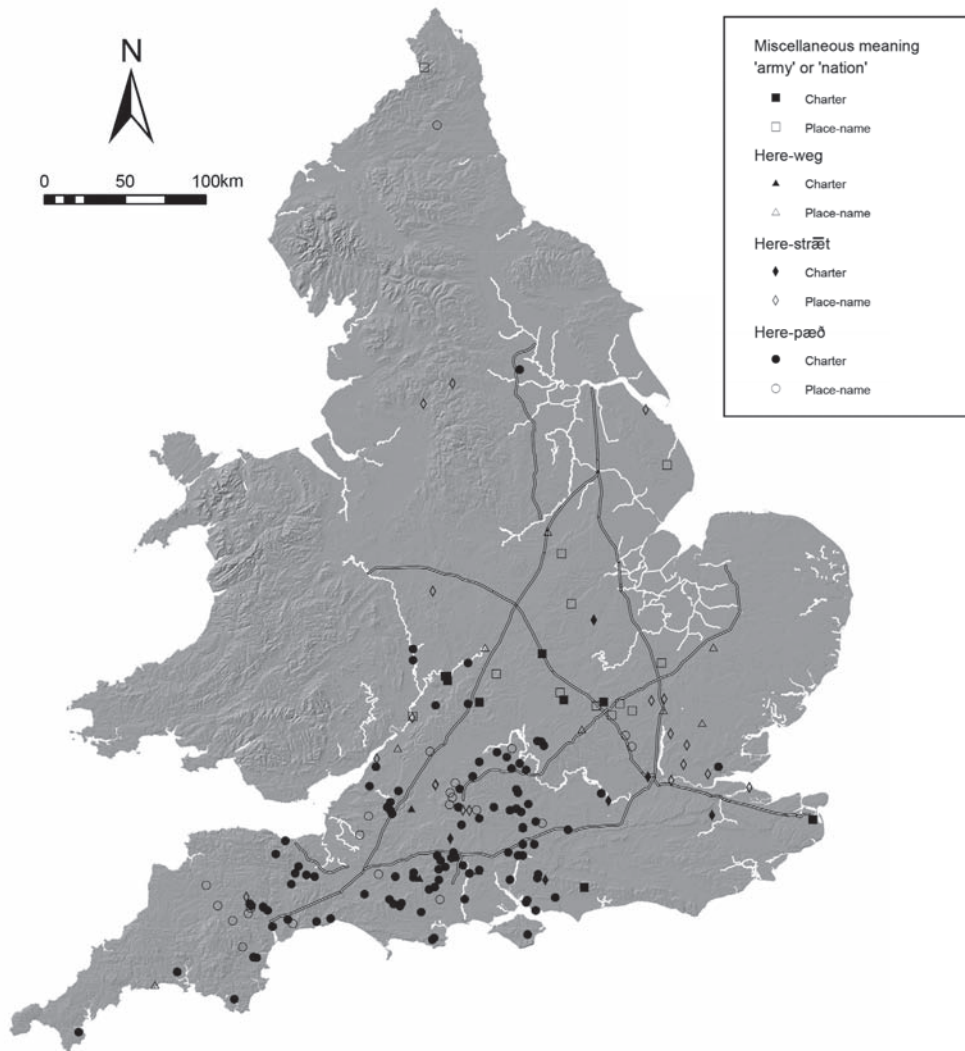 N
0 50 100km
Miscellaneous meaning
'army' or 'nation'
Charter
Place-name
Here-weg
Charter
Place-name
Here-strǣt
Charter
Place-name
Here-pæð
Charter
Place-name